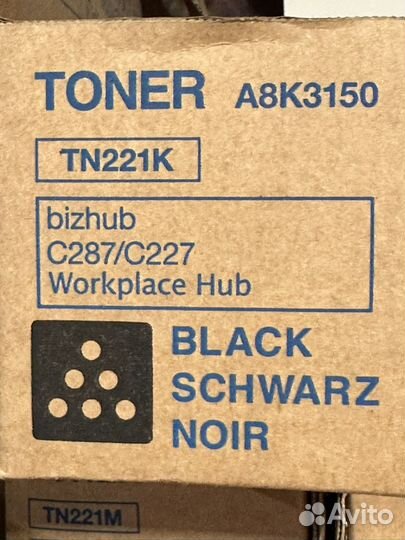 TONER A8K3150
TN221K
bizhub
C287/C227
Workplace Hub
BLACK
SCHWARZ
NOIR
TN221M
Avito